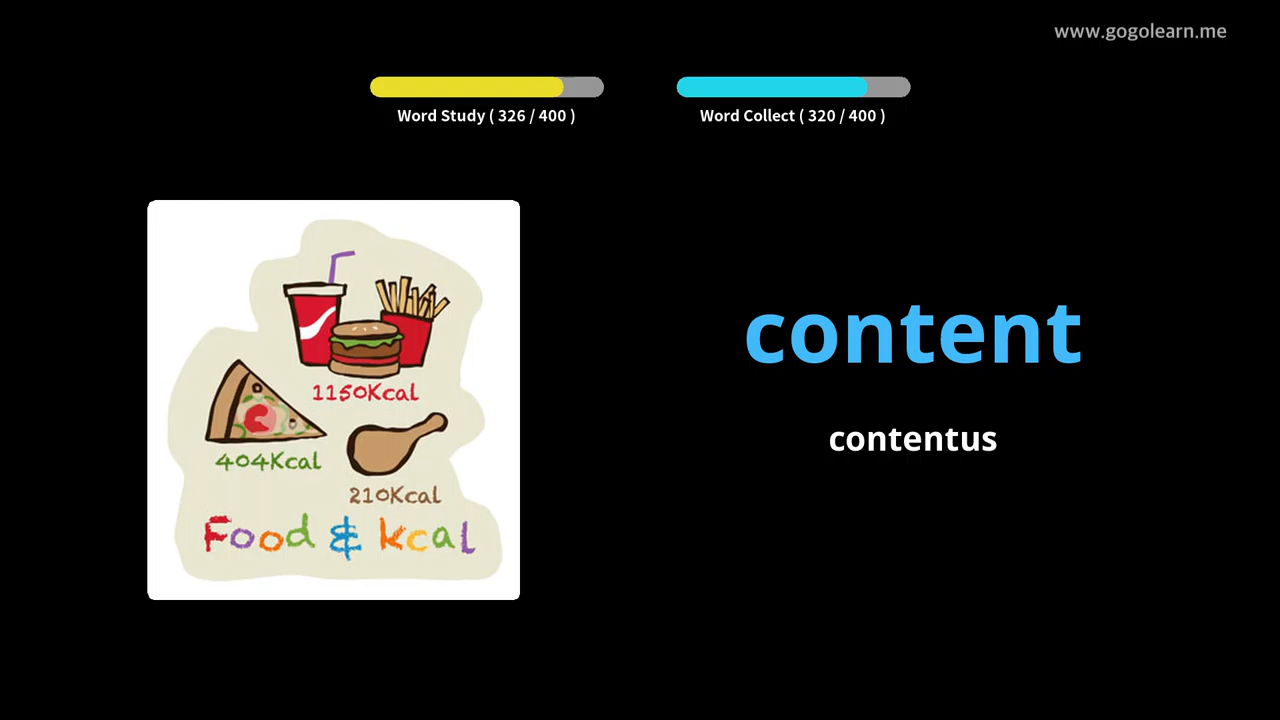 www.gogolearn.me
Word Study ( 326 / 400 )
Word Collect ( 320 / 400 )
1150Kcal
404Kcal
210Kcal
Food & kcal
content
contentus